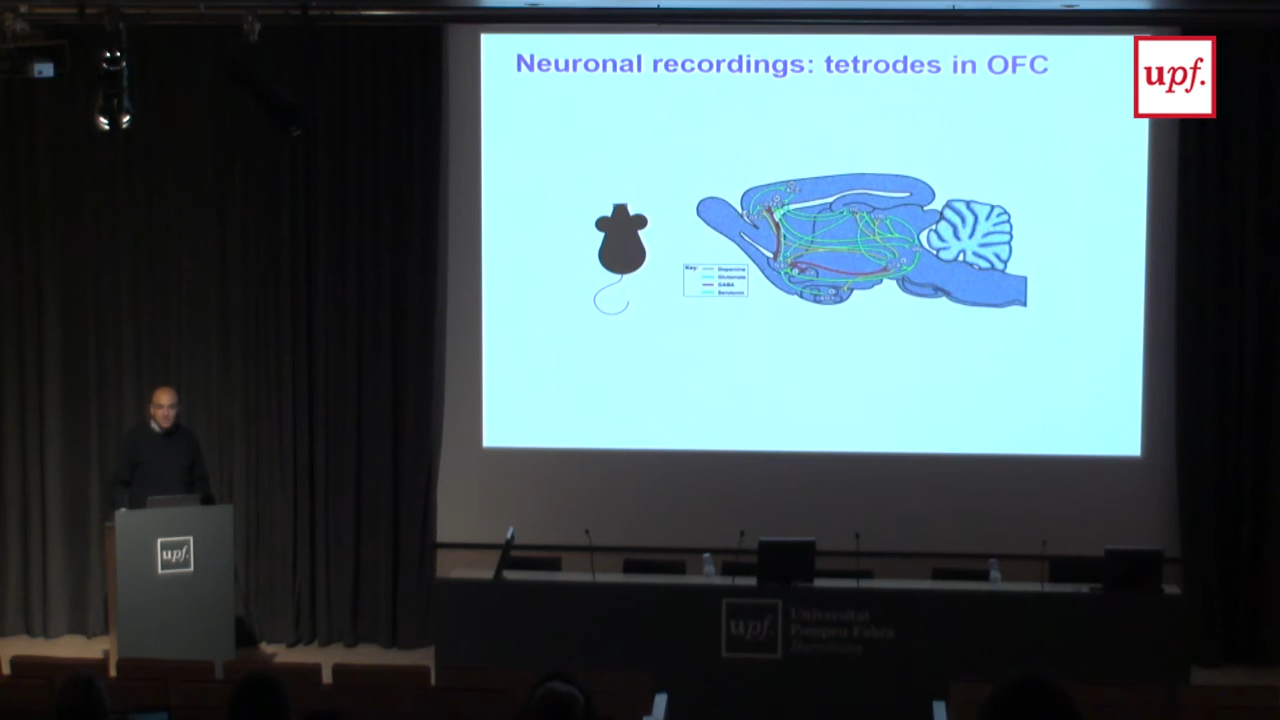 Neuronal recordings: tetrodes in OFC
upf.
Key:
Dopamine
Glutamate
GABA
Serotonin
upf.
upf.
Universitat
Pompeu Fabra
Barcelona